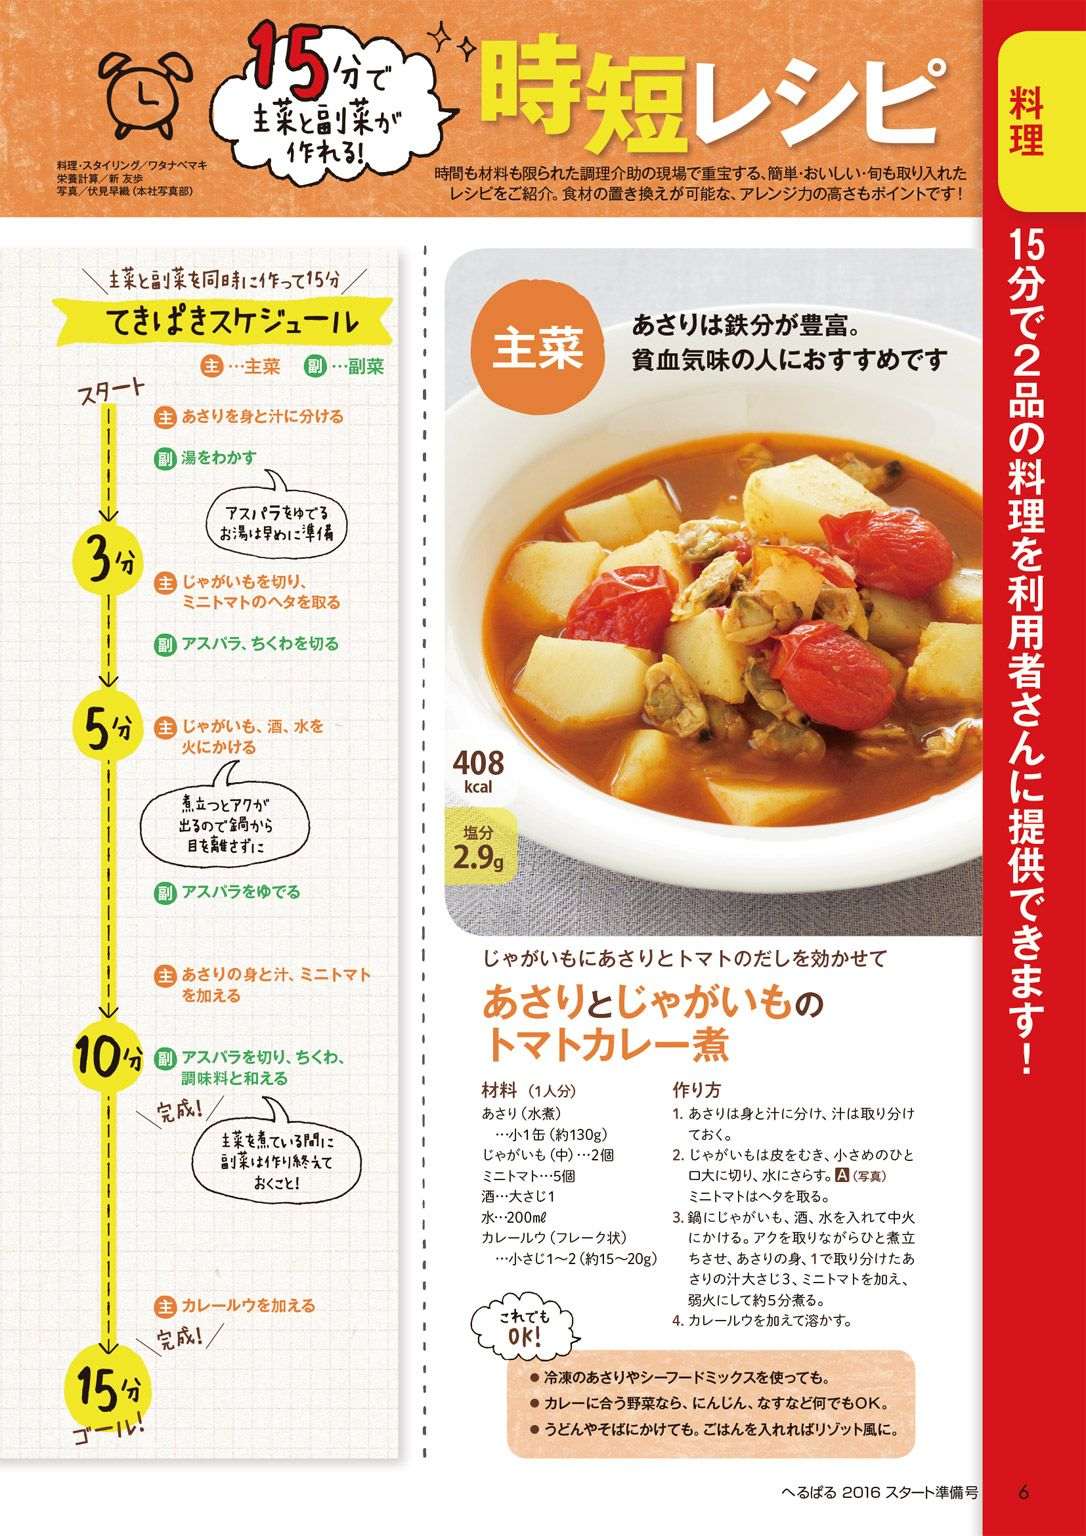 15分で
主菜と副菜が
作れる!
時短レシピ
料理・スタイリング／ワタナベマキ
栄養計算／新 友歩
写真／伏見早織（本社写真部）
時間も材料も限られた調理介助の現場で重宝する、簡単・おいしい・旬も取り入れた
レシピをご紹介。食材の置き換えが可能な、アレンジ力の高さもポイントです！
料理
15分で2品の料理を利用者さんに提供できます！
主菜と副菜を同時に作って15分
てきぱきスケジュール
主…主菜 副…副菜
スタート
主 あさりを身と汁に分ける
副 湯をわかす
アスパラをゆでる
お湯は早めに準備
3分
主 じゃがいもを切り、
ミニトマトのヘタを取る
副 アスパラ、ちくわを切る
5分
主 じゃがいも、酒、水を
火にかける
煮立つとアクが
出るので鍋から
目を離さずに
副 アスパラをゆでる
主 あさりの身と汁、ミニトマト
を加える
10分
副 アスパラを切り、ちくわ、
調味料と和える
完成!
主菜を煮ている間に
副菜は作り終えて
おくこと!
主 カレールウを加える
完成!
15分
ゴール!
主菜
あさりは鉄分が豊富。
貧血気味の人におすすめです
408
kcal
塩分
2.9g
じゃがいもにあさりとトマトのだしを効かせて
あさりとじゃがいもの
トマトカレー煮
材料（1人分）
あさり（水煮）
…小1缶（約130g）
じゃがいも（中）…2個
ミニトマト…5個
酒…大さじ1
水…200㎖
カレールウ（フレーク状）
…小さじ1〜2（約15〜20g）
作り方
1. あさりは身と汁に分け、汁は取り分け
ておく。
2. じゃがいもは皮をむき、小さめのひと
口大に切り、水にさらす。A（写真）
ミニトマトはヘタを取る。
3. 鍋にじゃがいも、酒、水を入れて中火
にかける。アクを取りながらひと煮立
ちさせ、あさりの身、1で取り分けたあ
さりの汁大さじ3、ミニトマトを加え、
弱火にして約5分煮る。
4. カレールウを加えて溶かす。
これでも
OK!
● 冷凍のあさりやシーフードミックスを使っても。
● カレーに合う野菜なら、にんじん、なすなど何でもOK。
● うどんやそばにかけても。ごはんを入れればリゾット風に。
へるぱる 2016 スタート準備号
6